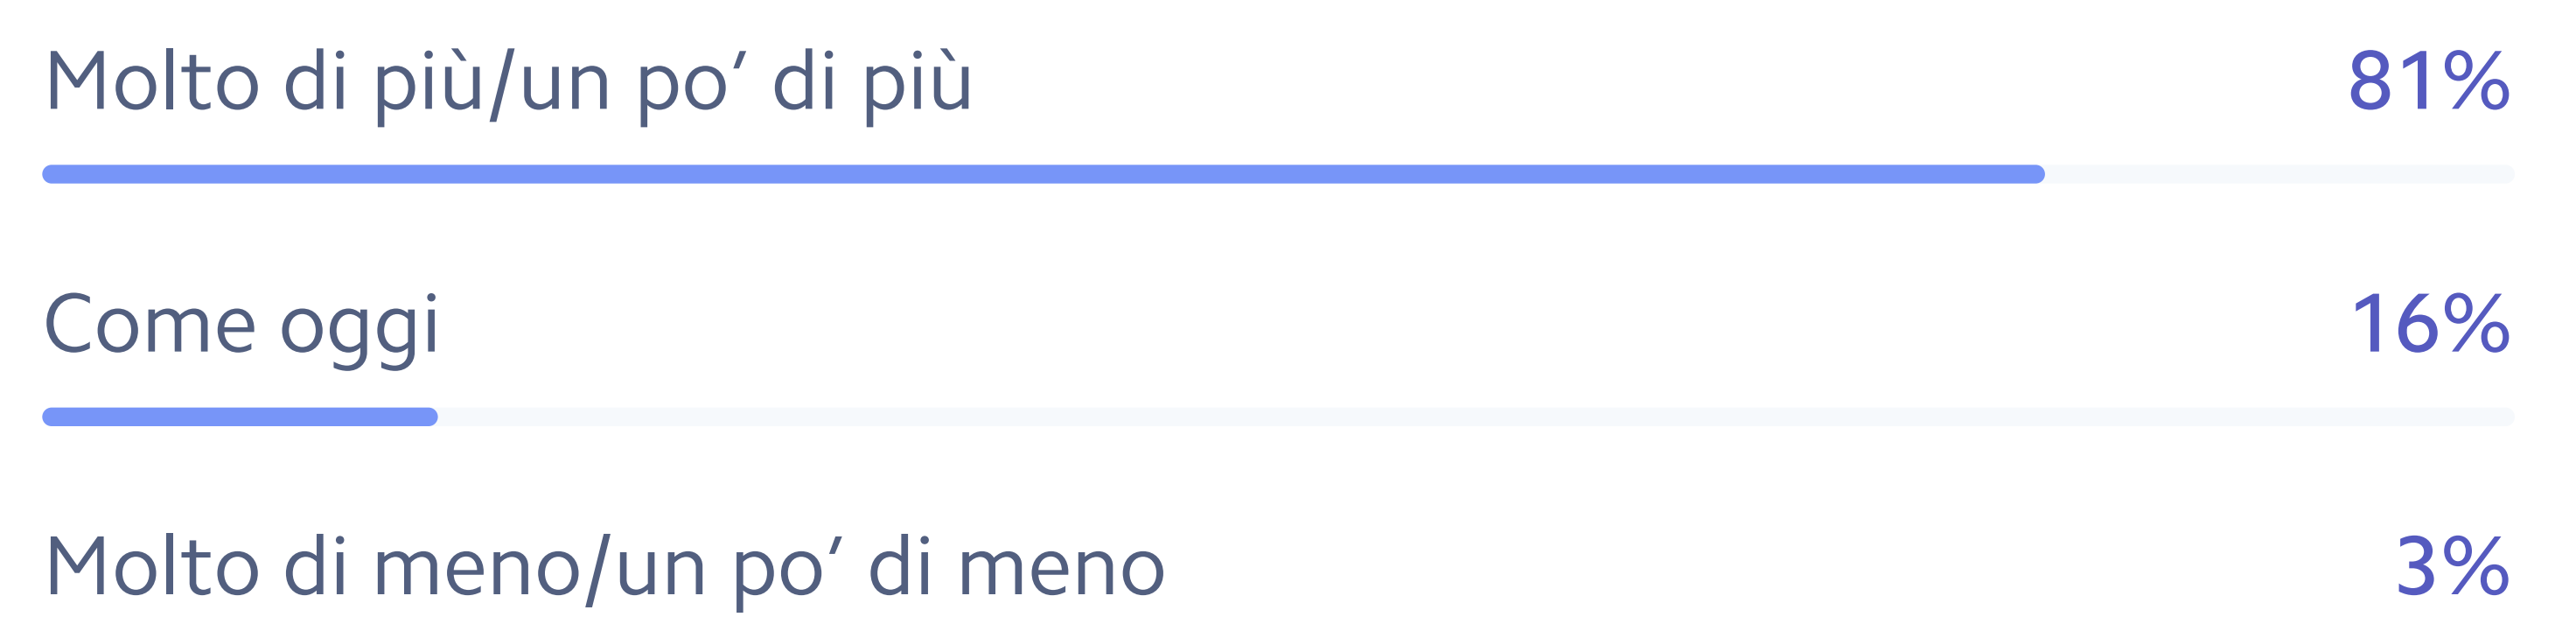 Molto di più/un po’ di più 81%
Come oggi 16%
Molto di meno/un po’ di meno 3%